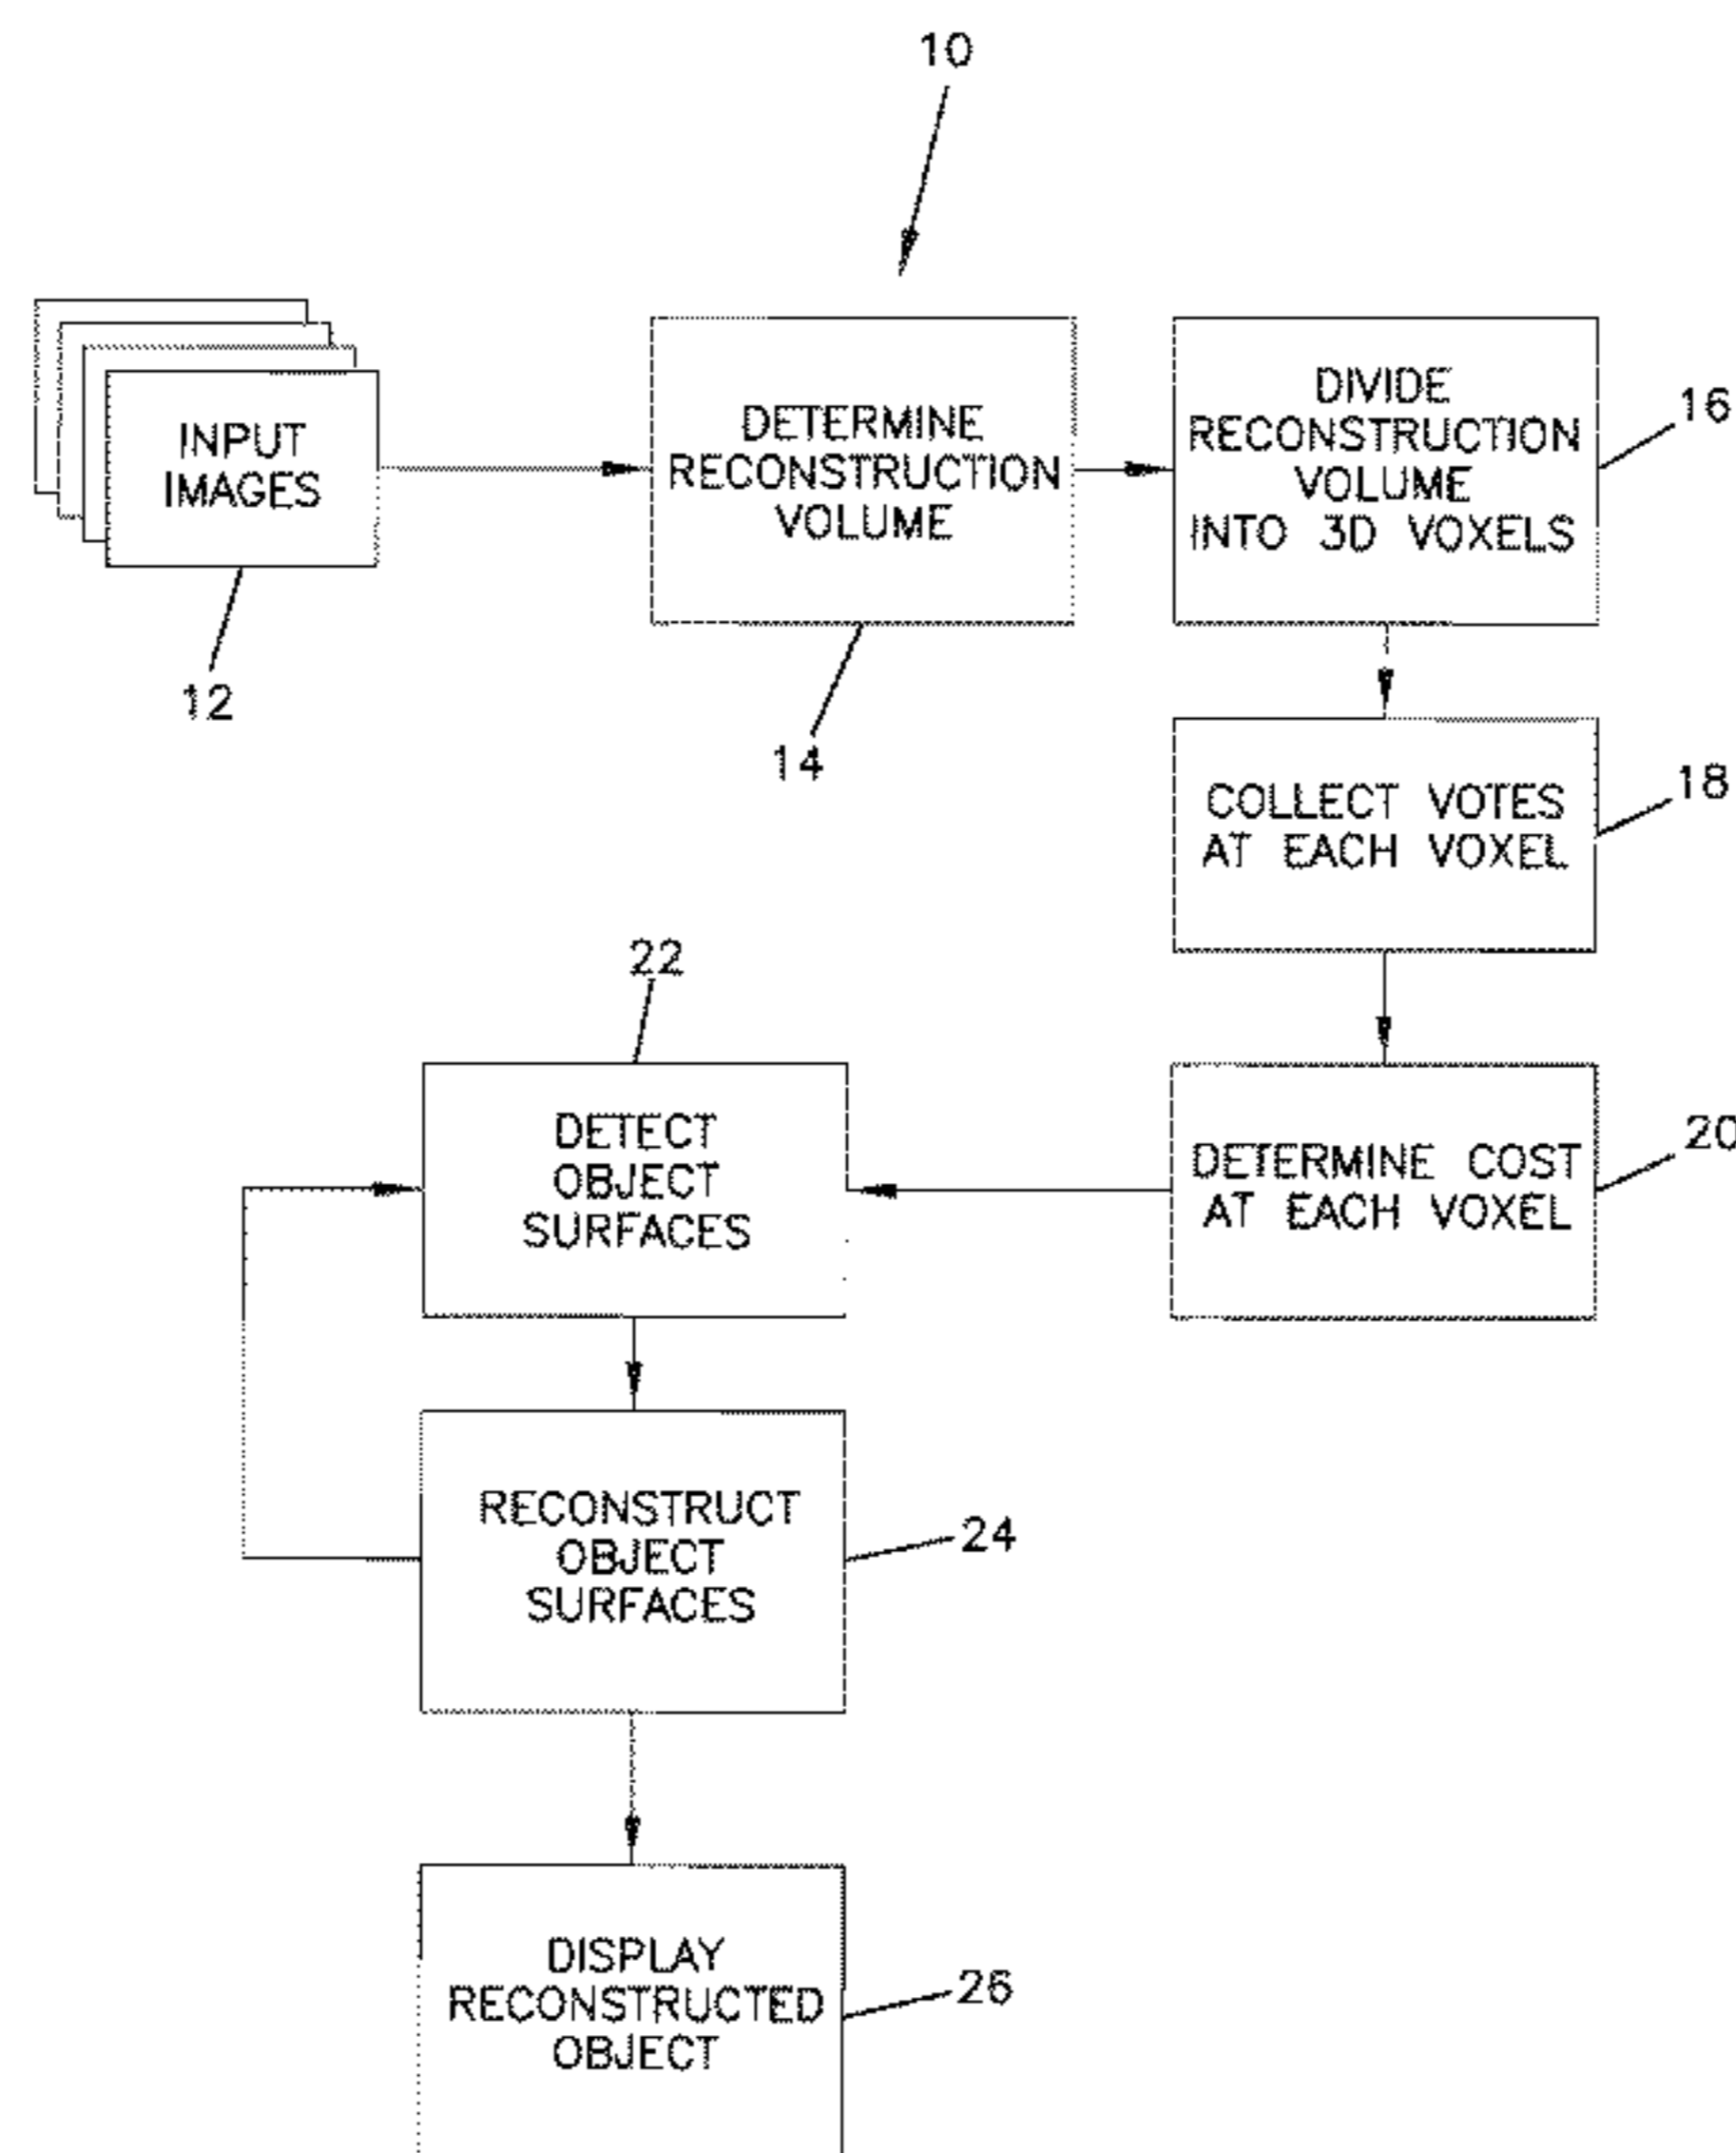 10
INPUT
IMAGES
12
DETERMINE
RECONSTRUCTION
VOLUME
14
DIVIDE
RECONSTRUCTION
VOLUME
INTO 3D VOXELS
16
COLLECT VOTES
AT EACH VOXEL
18
DETERMINE COST
AT EACH VOXEL
20
22
DETECT
OBJECT
SURFACES
RECONSTRUCT
OBJECT
SURFACES
24
DISPLAY
RECONSTRUCTED
OBJECT
26